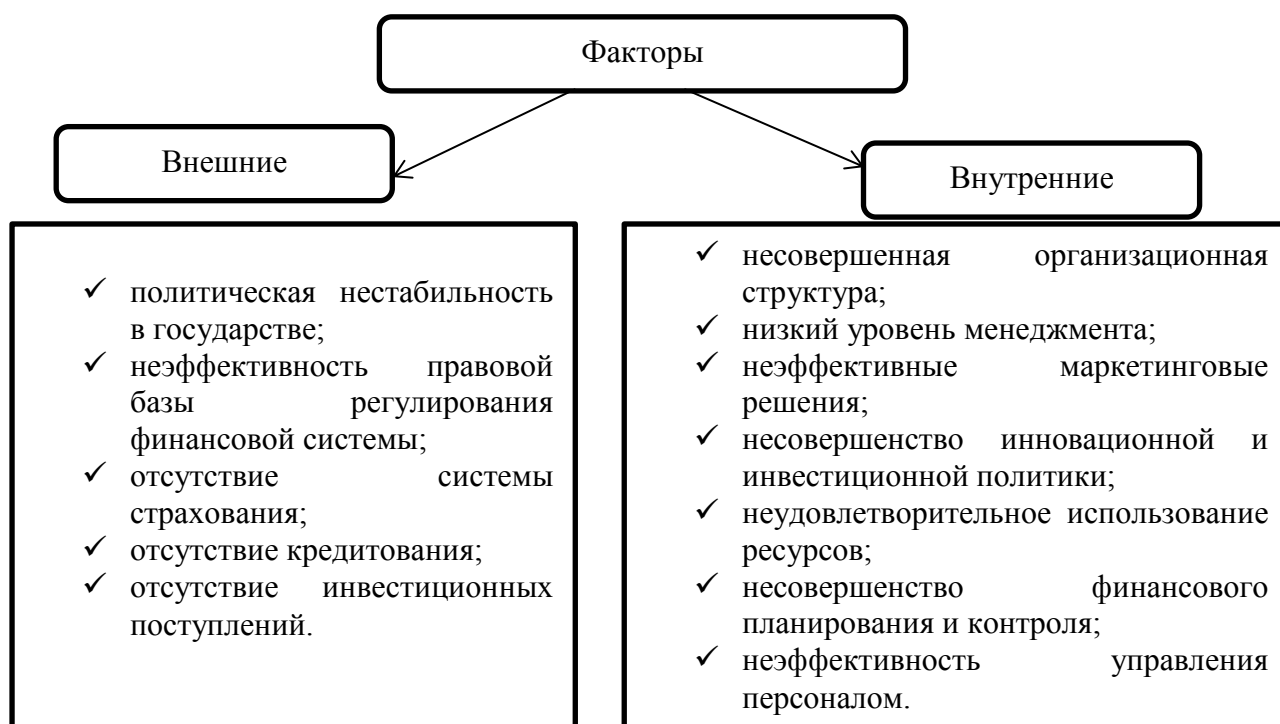 Факторы
Внешние
Внутренние
политическая нестабильность
в государстве;
неэффективность правовой
базы регулирования
финансовой системы;
отсутствие системы
страхования;
отсутствие кредитования;
отсутствие инвестиционных
поступлений.
несовершенная организационная
структура;
низкий уровень менеджмента;
неэффективные маркетинговые
решения;
несовершенство инновационной и
инвестиционной политики;
неудовлетворительное использование
ресурсов;
несовершенство финансового
планирования и контроля;
неэффективность управления
персоналом.